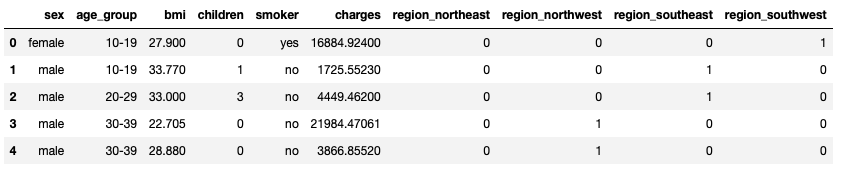 sex age_group bmi children smoker charges region_northeast region_northwest region_southeast region_southwest
0 female 10-19 27.900 0 yes 16884.92400 0 0 0 1
1 male 10-19 33.770 1 no 1725.55230 0 0 1 0
2 male 20-29 33.000 3 no 4449.46200 0 0 1 0
3 male 30-39 22.705 0 no 21984.47061 0 1 0 0
4 male 30-39 28.880 0 no 3866.85520 0 1 0 0